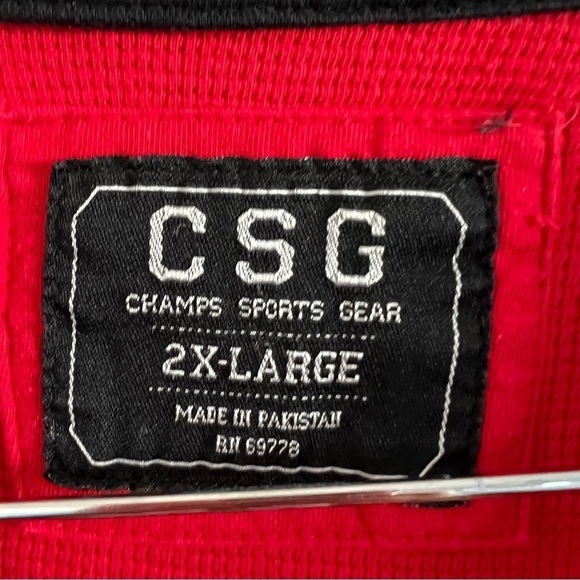 CSG
CHAMPS SPORTS GEAR
2X-LARGE
MADE IN PAKISTAN
RN 69778